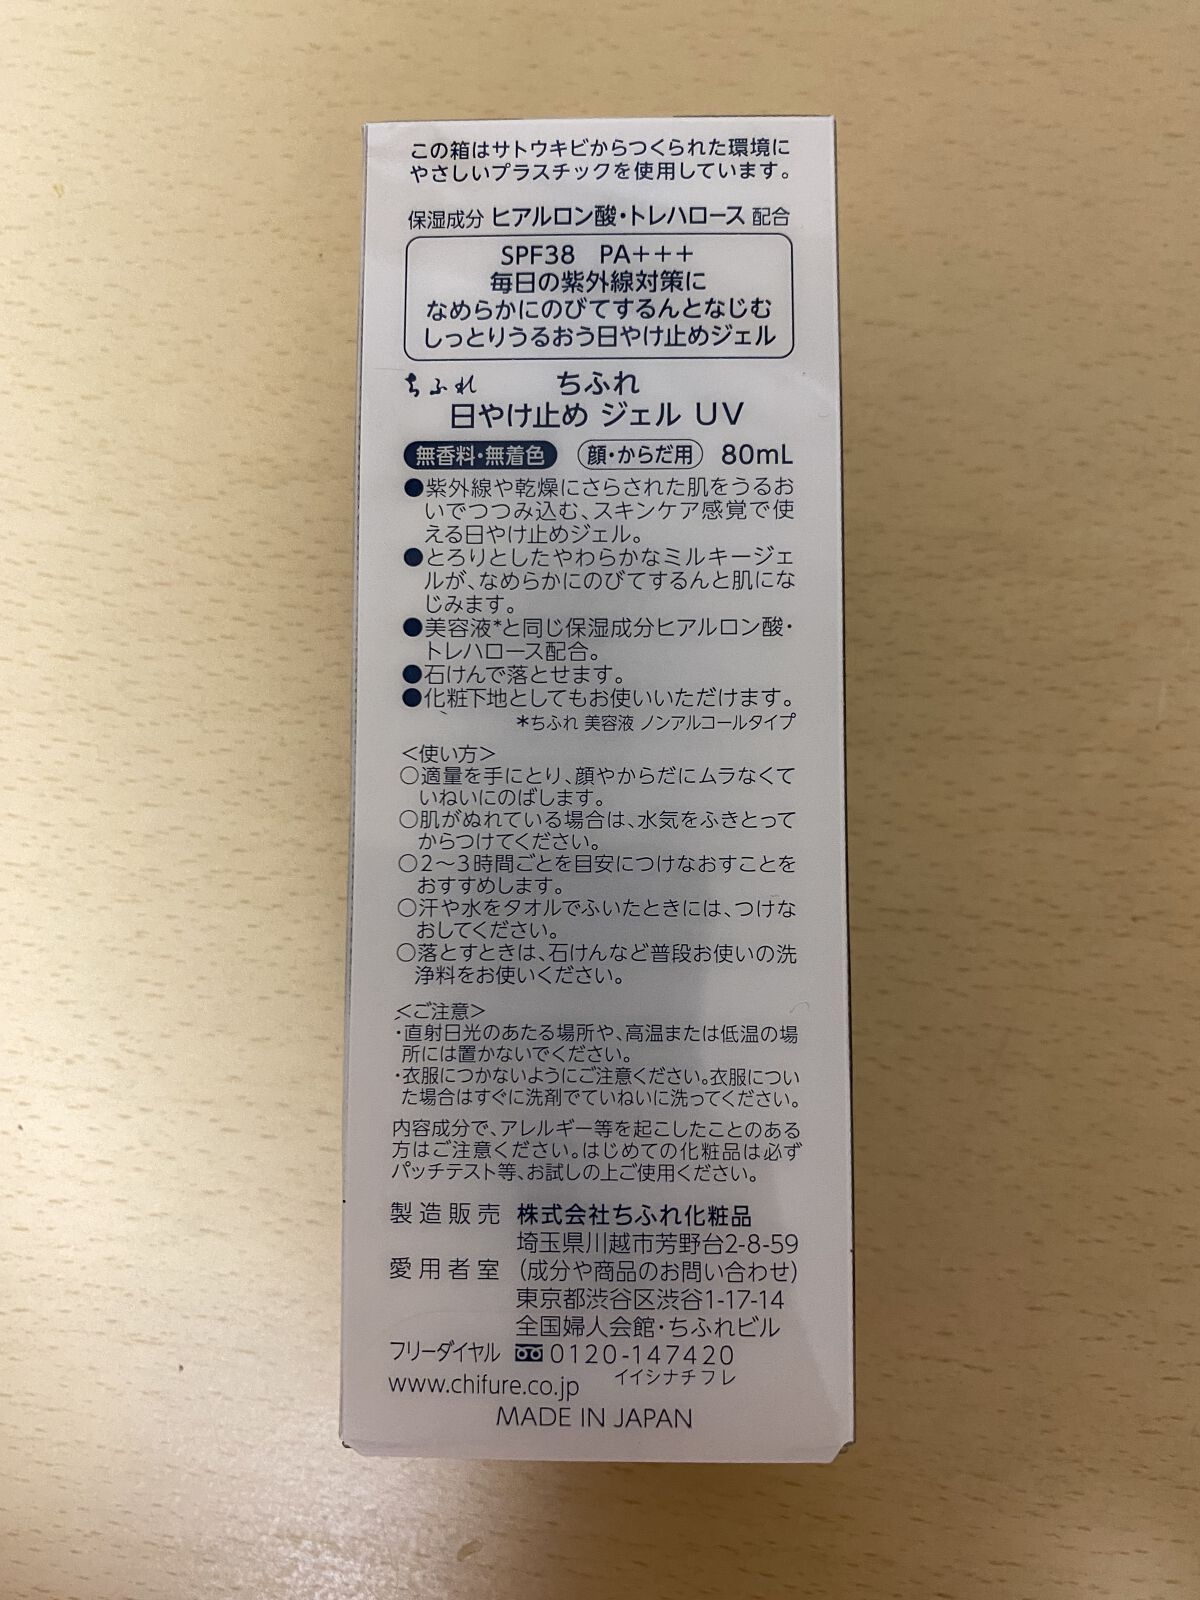 この箱はサトウキビからつくられた環境に
やさしいプラスチックを使用しています。
保湿成分 ヒアルロン酸・トレハロース 配合
SPF38 PA+++
毎日の紫外線対策に
なめらかにのびてするんとなじむ
しっとりうるおう日やけ止めジェル
ちふれ ちふれ
日やけ止め ジェル UV
無香料・無着色 顔・からだ用 80mL
●紫外線や乾燥にさらされた肌をうるお
いでつつみ込む、スキンケア感覚で使
える日やけ止めジェル。
●とろりとしたやわらかなミルキージェ
ルが、なめらかにのびてするんと肌にな
じみます。
●美容液*と同じ保湿成分ヒアルロン酸・
トレハロース配合。
●石けんで落とせます。
●化粧下地としてもお使いいただけます。
*ちふれ 美容液 ノンアルコールタイプ
＜使い方＞
○適量を手にとり、顔やからだにムラなくて
いねいにのばします。
○肌がぬれている場合は、水気をふきとって
からつけてください。
○2～3時間ごとを目安につけなおすことを
おすすめします。
○汗や水をタオルでふいたときには、つけな
おしてください。
○落とすときは、石けんなど普段お使いの洗
浄料をお使いください。
＜ご注意＞
・直射日光のあたる場所や、高温または低温の場
所には置かないでください。
・衣服につかないようにご注意ください。衣服につい
た場合はすぐに洗剤でていねいに洗ってください。
内容成分で、アレルギー等を起こしたことのある
方はご注意ください。はじめての化粧品は必ず
パッチテスト等、お試しの上ご使用ください。
製造販売 株式会社ちふれ化粧品
埼玉県川越市芳野台2-8-59
愛用者室 (成分や商品のお問い合わせ)
東京都渋谷区渋谷1-17-14
全国婦人会館・ちふれビル
フリーダイヤル 0120-147420
イイシナチフレ
www.chifure.co.jp
MADE IN JAPAN